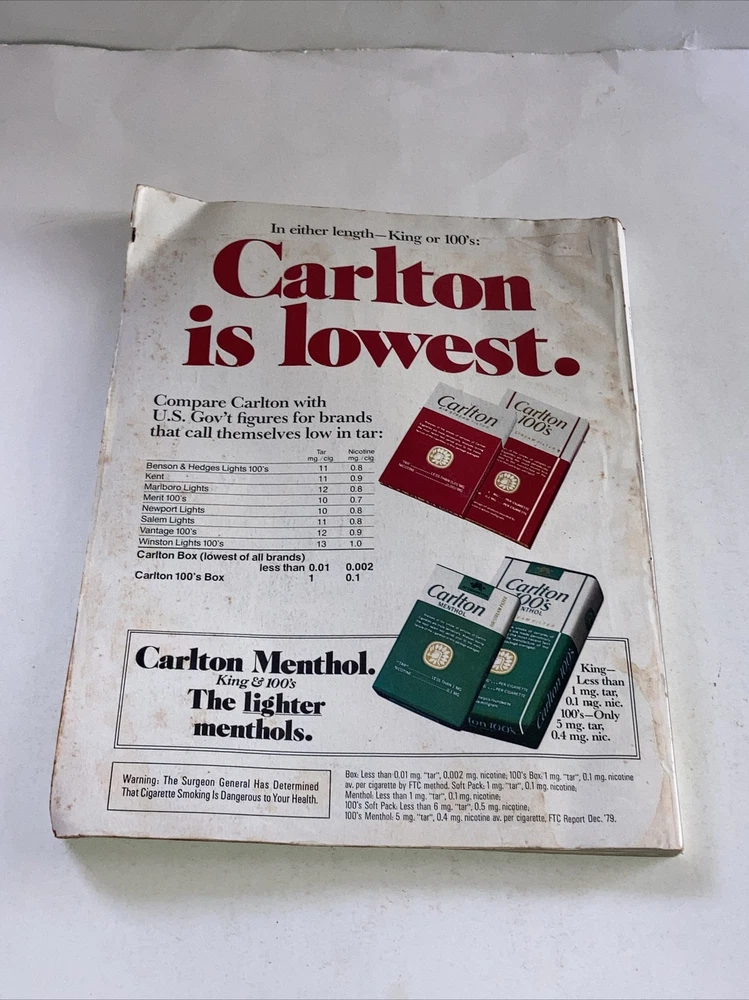 In either length—King or 100's:
Carlton
is lowest.
Compare Carlton with
U.S. Gov't figures for brands
that call themselves low in tar:
Tar Nicotine
mg./cig. mg./cig.
Benson & Hedges Lights 100's 11 0.8
Kent 11 0.9
Marlboro Lights 12 0.8
Merit 100's 10 0.7
Newport Lights 10 0.8
Salem Lights 11 0.8
Vantage 100's 12 0.9
Winston Lights 100's 13 1.0
Carlton Box (lowest of all brands)
less than 0.01 0.002
Carlton 100's Box 1 0.1
Carlton
Carlton
100's
Carlton
MENTHOL
Carlton
100's
MENTHOL
Carlton Menthol.
King & 100's
The lighter
menthols.
King—
Less than
1 mg. tar,
0.1 mg. nic.
100's—Only
5 mg. tar,
0.4 mg. nic.
Warning: The Surgeon General Has Determined
That Cigarette Smoking Is Dangerous to Your Health.
Box: Less than 0.01 mg. "tar", 0.002 mg. nicotine; 100's Box: 1 mg. "tar", 0.1 mg. nicotine
av. per cigarette by FTC method. Soft Pack: 1 mg. "tar", 0.1 mg. nicotine;
Menthol: Less than 1 mg. "tar", 0.1 mg. nicotine;
100's Soft Pack: Less than 6 mg. "tar", 0.5 mg. nicotine;
100's Menthol: 5 mg. "tar", 0.4 mg. nicotine av. per cigarette, FTC Report Dec. '79.